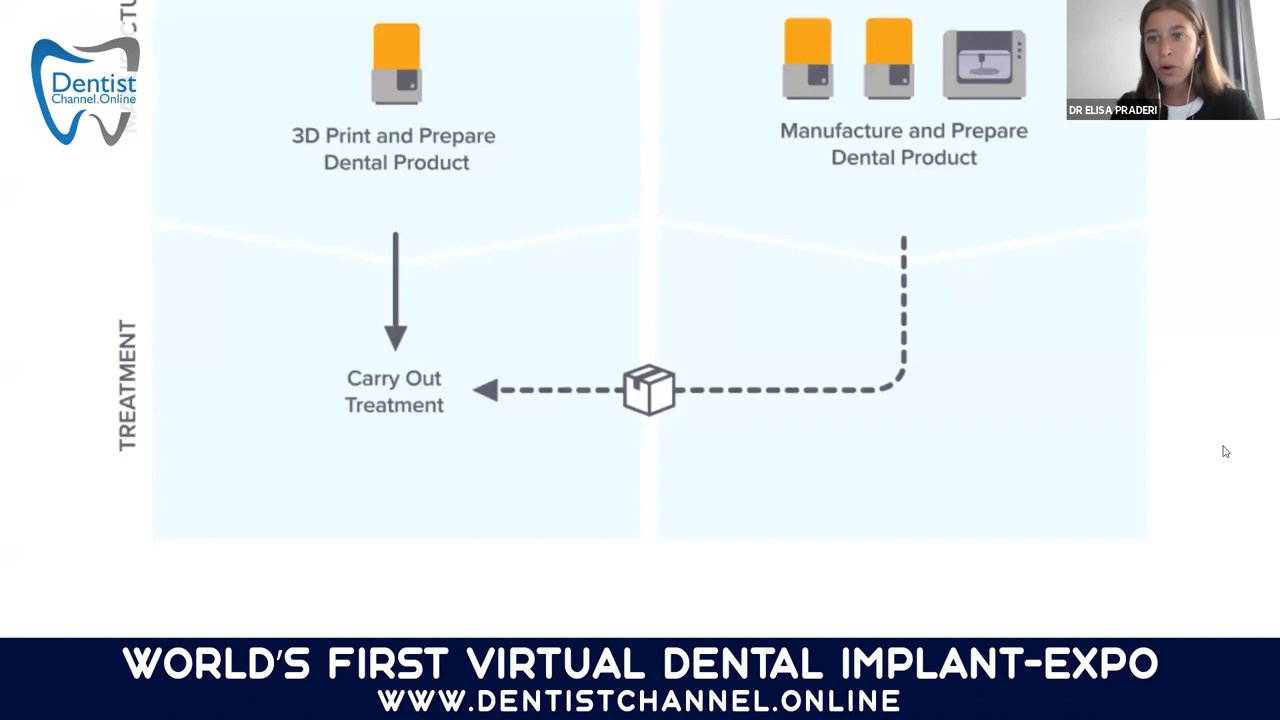 Dentist
Channel.Online
DR ELISA PRADERI
3D Print and Prepare
Dental Product
Manufacture and Prepare
Dental Product
TREATMENT
Carry Out
Treatment
WORLD'S FIRST VIRTUAL DENTAL IMPLANT-EXPO
WWW.DENTISTCHANNEL.ONLINE